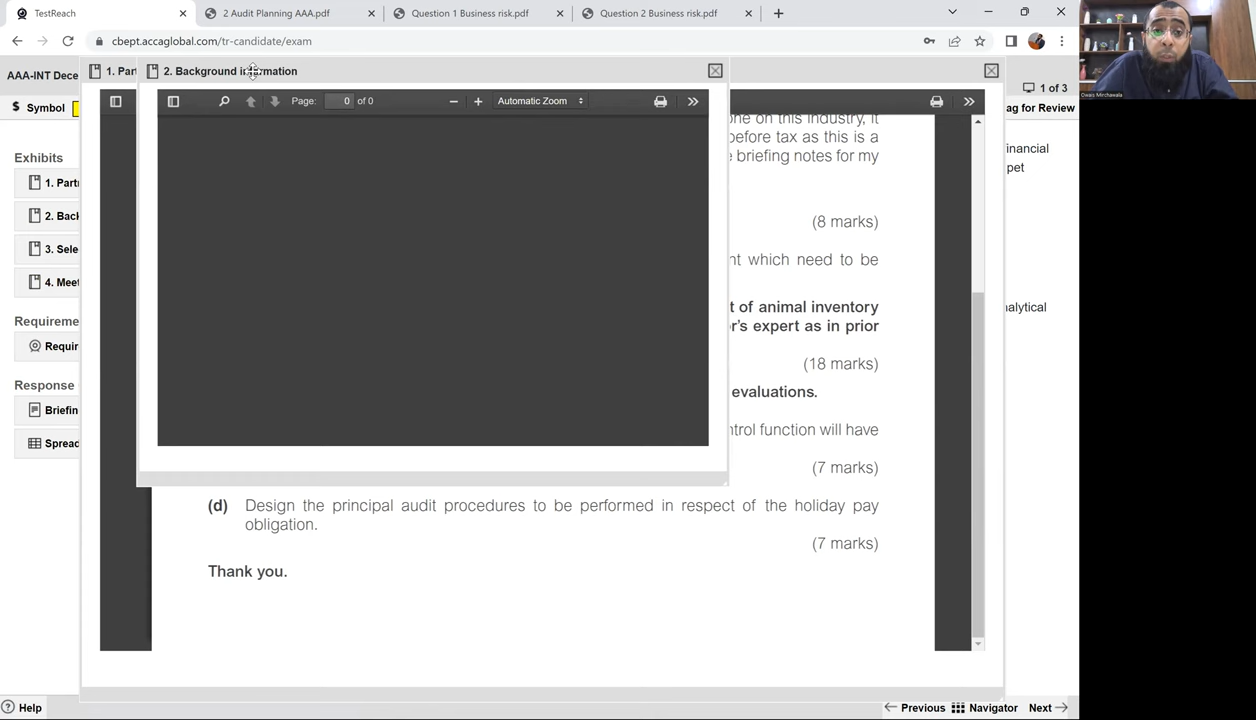 TestReach
2 Audit Planning AAA.pdf
Question 1 Business risk.pdf
Question 2 Business risk.pdf
cbept.accaglobal.com/tr-candidate/exam
AAA-INT Dece
1. Part
2. Background information
1 of 3
$ Symbol
Page: 0 of 0
Automatic Zoom
ag for Review
Exhibits
1. Partr
2. Back
3. Sele
4. Meet
Requireme
Requir
Response
Briefin
Spread
one on this industry, it
before tax as this is a
e briefing notes for my
(8 marks)
nt which need to be
t of animal inventory
r's expert as in prior
(18 marks)
evaluations.
ntrol function will have
(7 marks)
(d) Design the principal audit procedures to be performed in respect of the holiday pay
obligation.
(7 marks)
Thank you.
inancial
pet
nalytical
Help
Previous
Navigator
Next
Owais Mirchawala